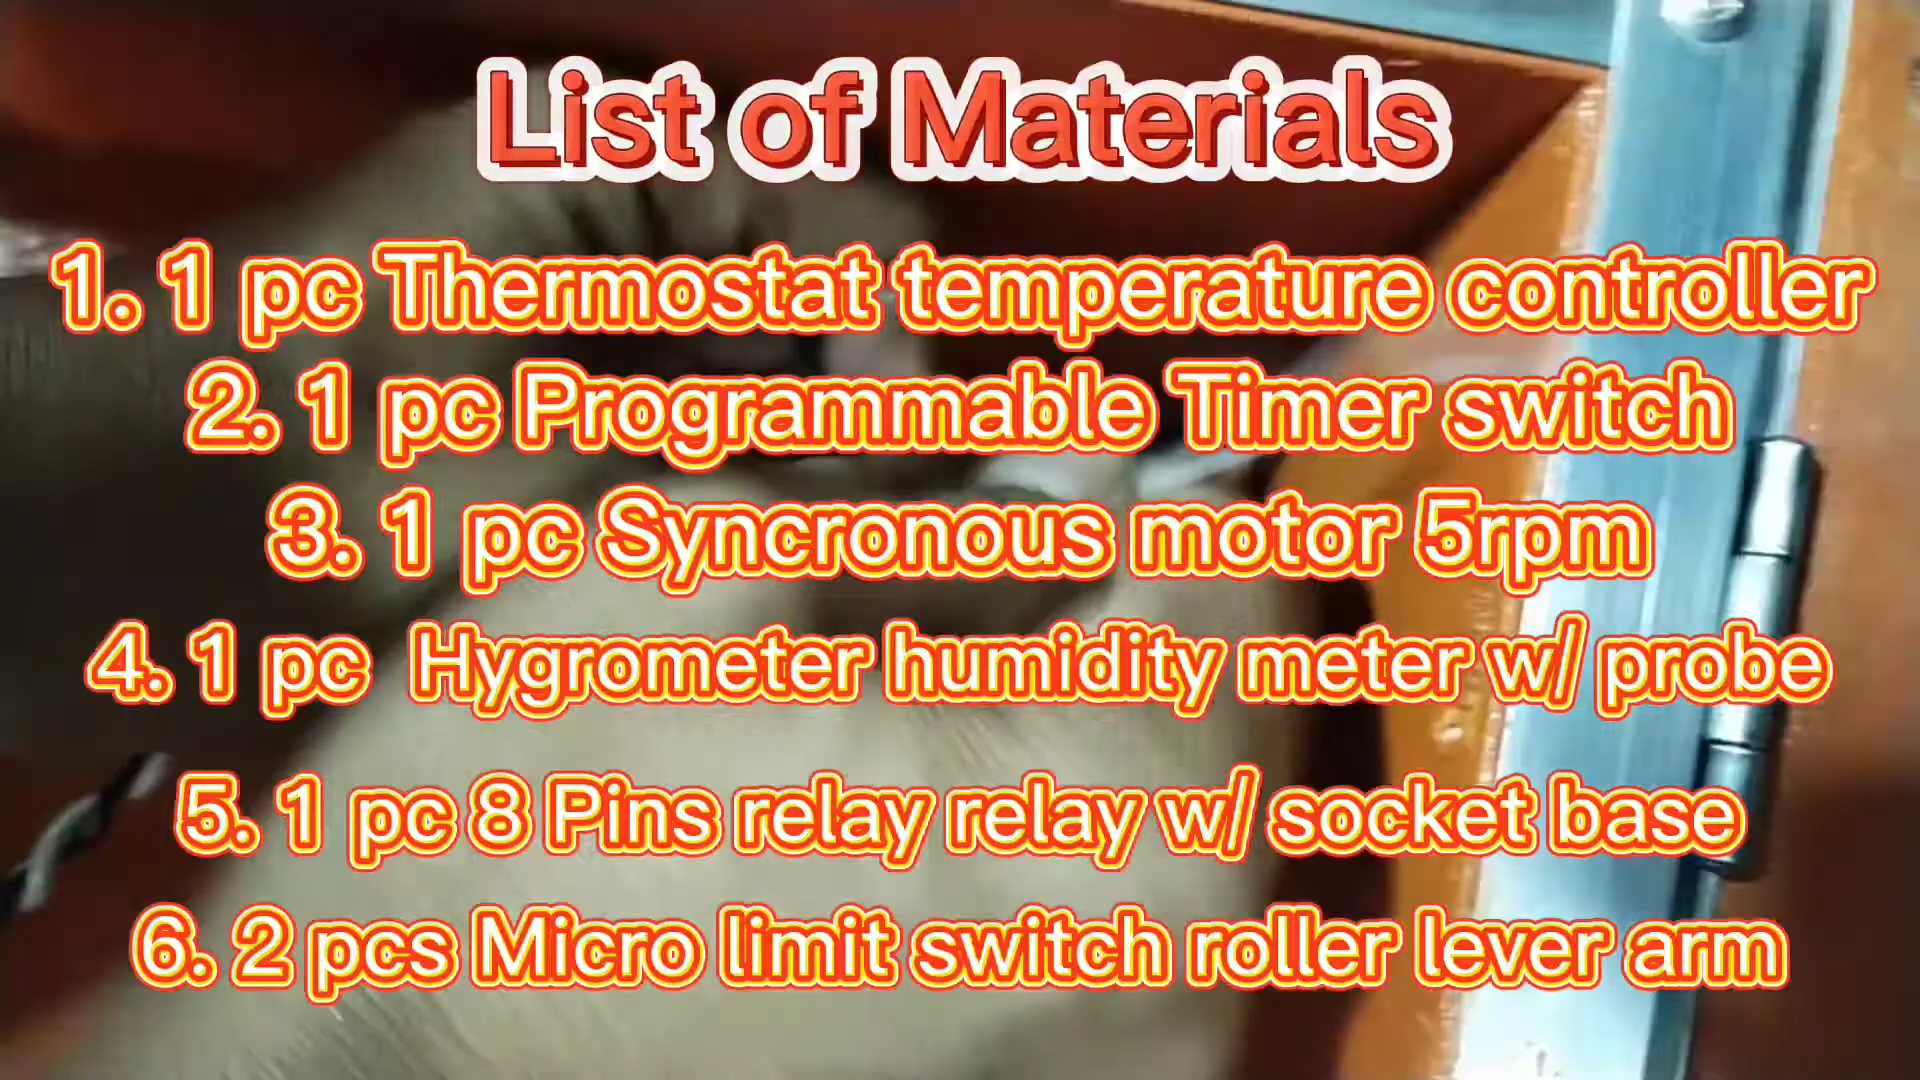 List of Materials
1. 1 pc Thermostat temperature controller
2. 1 pc Programmable Timer switch
3. 1 pc Syncronous motor 5rpm
4. 1 pc Hygrometer humidity meter w/ probe
5. 1 pc 8 Pins relay relay w/ socket base
6. 2 pcs Micro limit switch roller lever arm